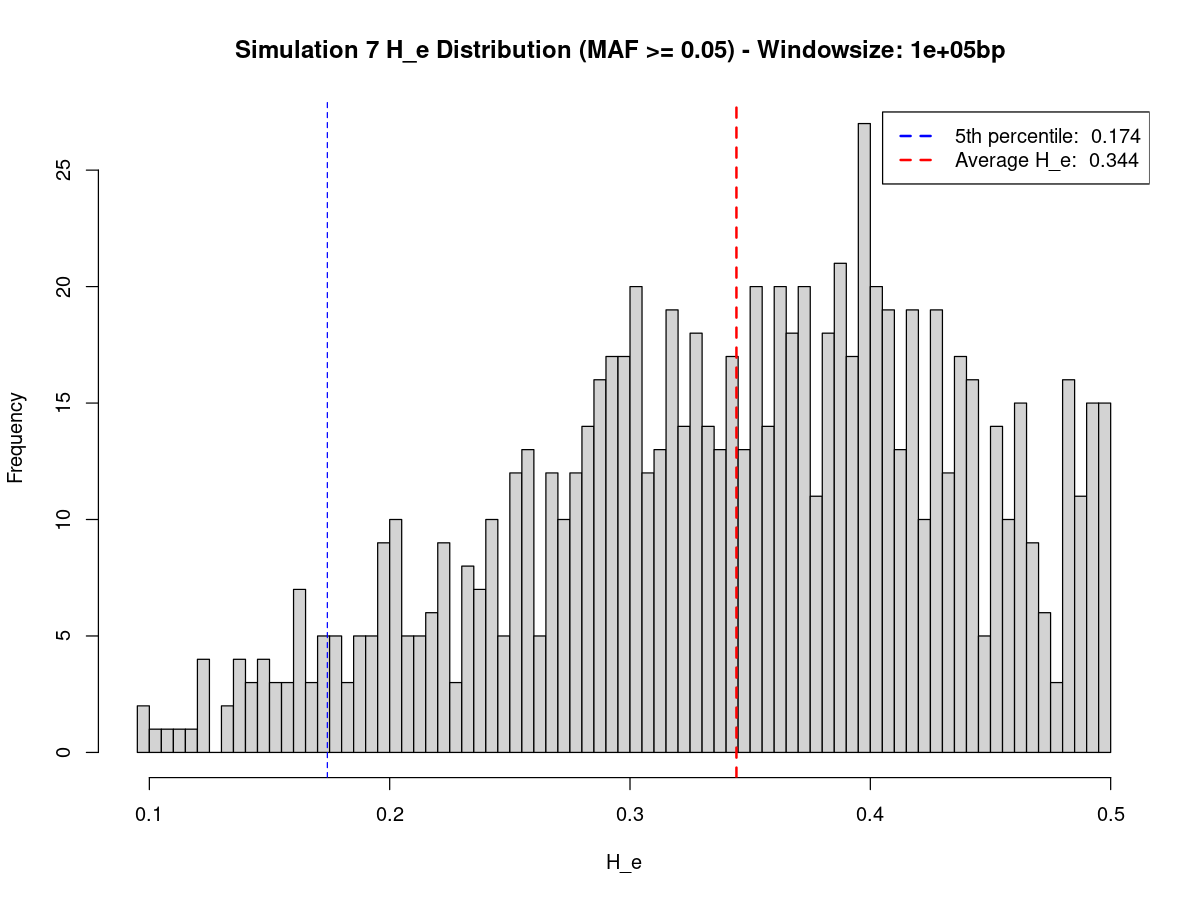 Simulation 7 H_e Distribution (MAF >= 0.05) - Windowsize: 1e+05bp
5th percentile:  0.174
Average H_e:  0.344
Frequency
25
20
15
10
5
0
0.1 0.2 0.3 0.4 0.5
H_e